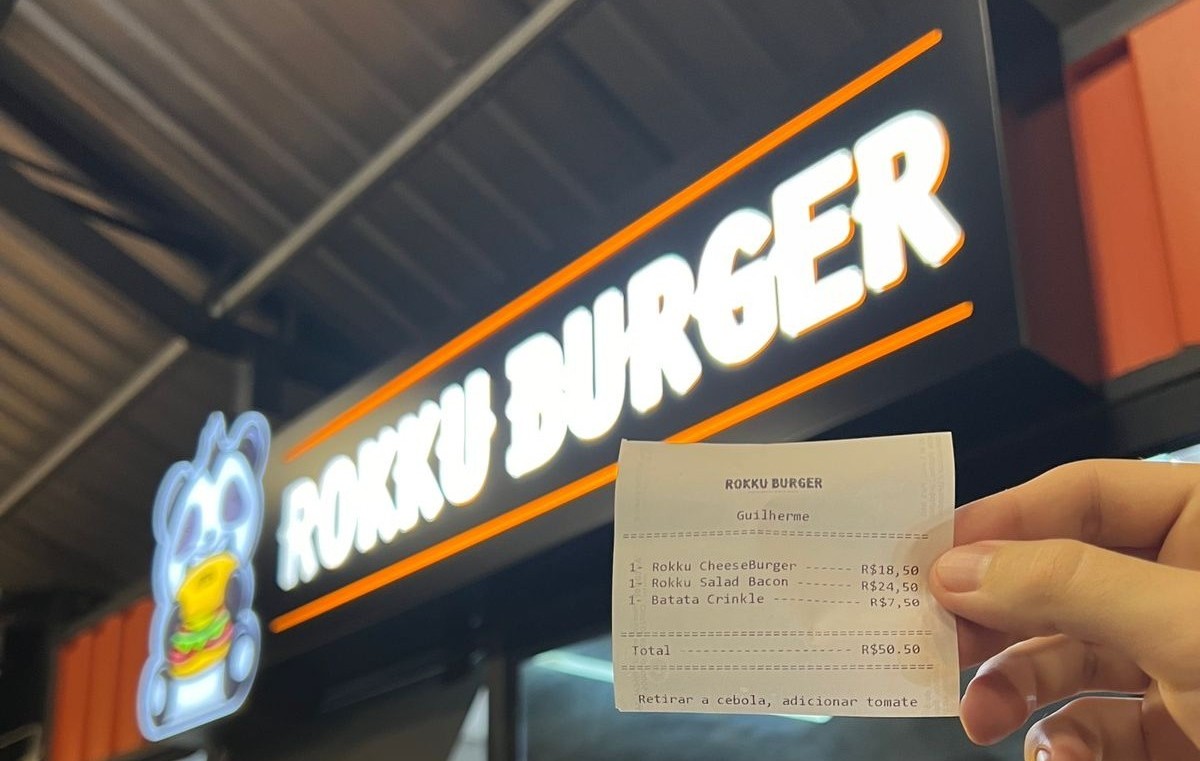 ROKKU BURGER
ROKKU BURGER
Guilherme
================================
1- Rokku CheeseBurger ------ R$18,50
1- Rokku Salad Bacon ------- R$24,50
1- Batata Crinkle ----------- R$7,50
================================
Total ---------------------- R$50.50
================================
Retirar a cebola, adicionar tomate